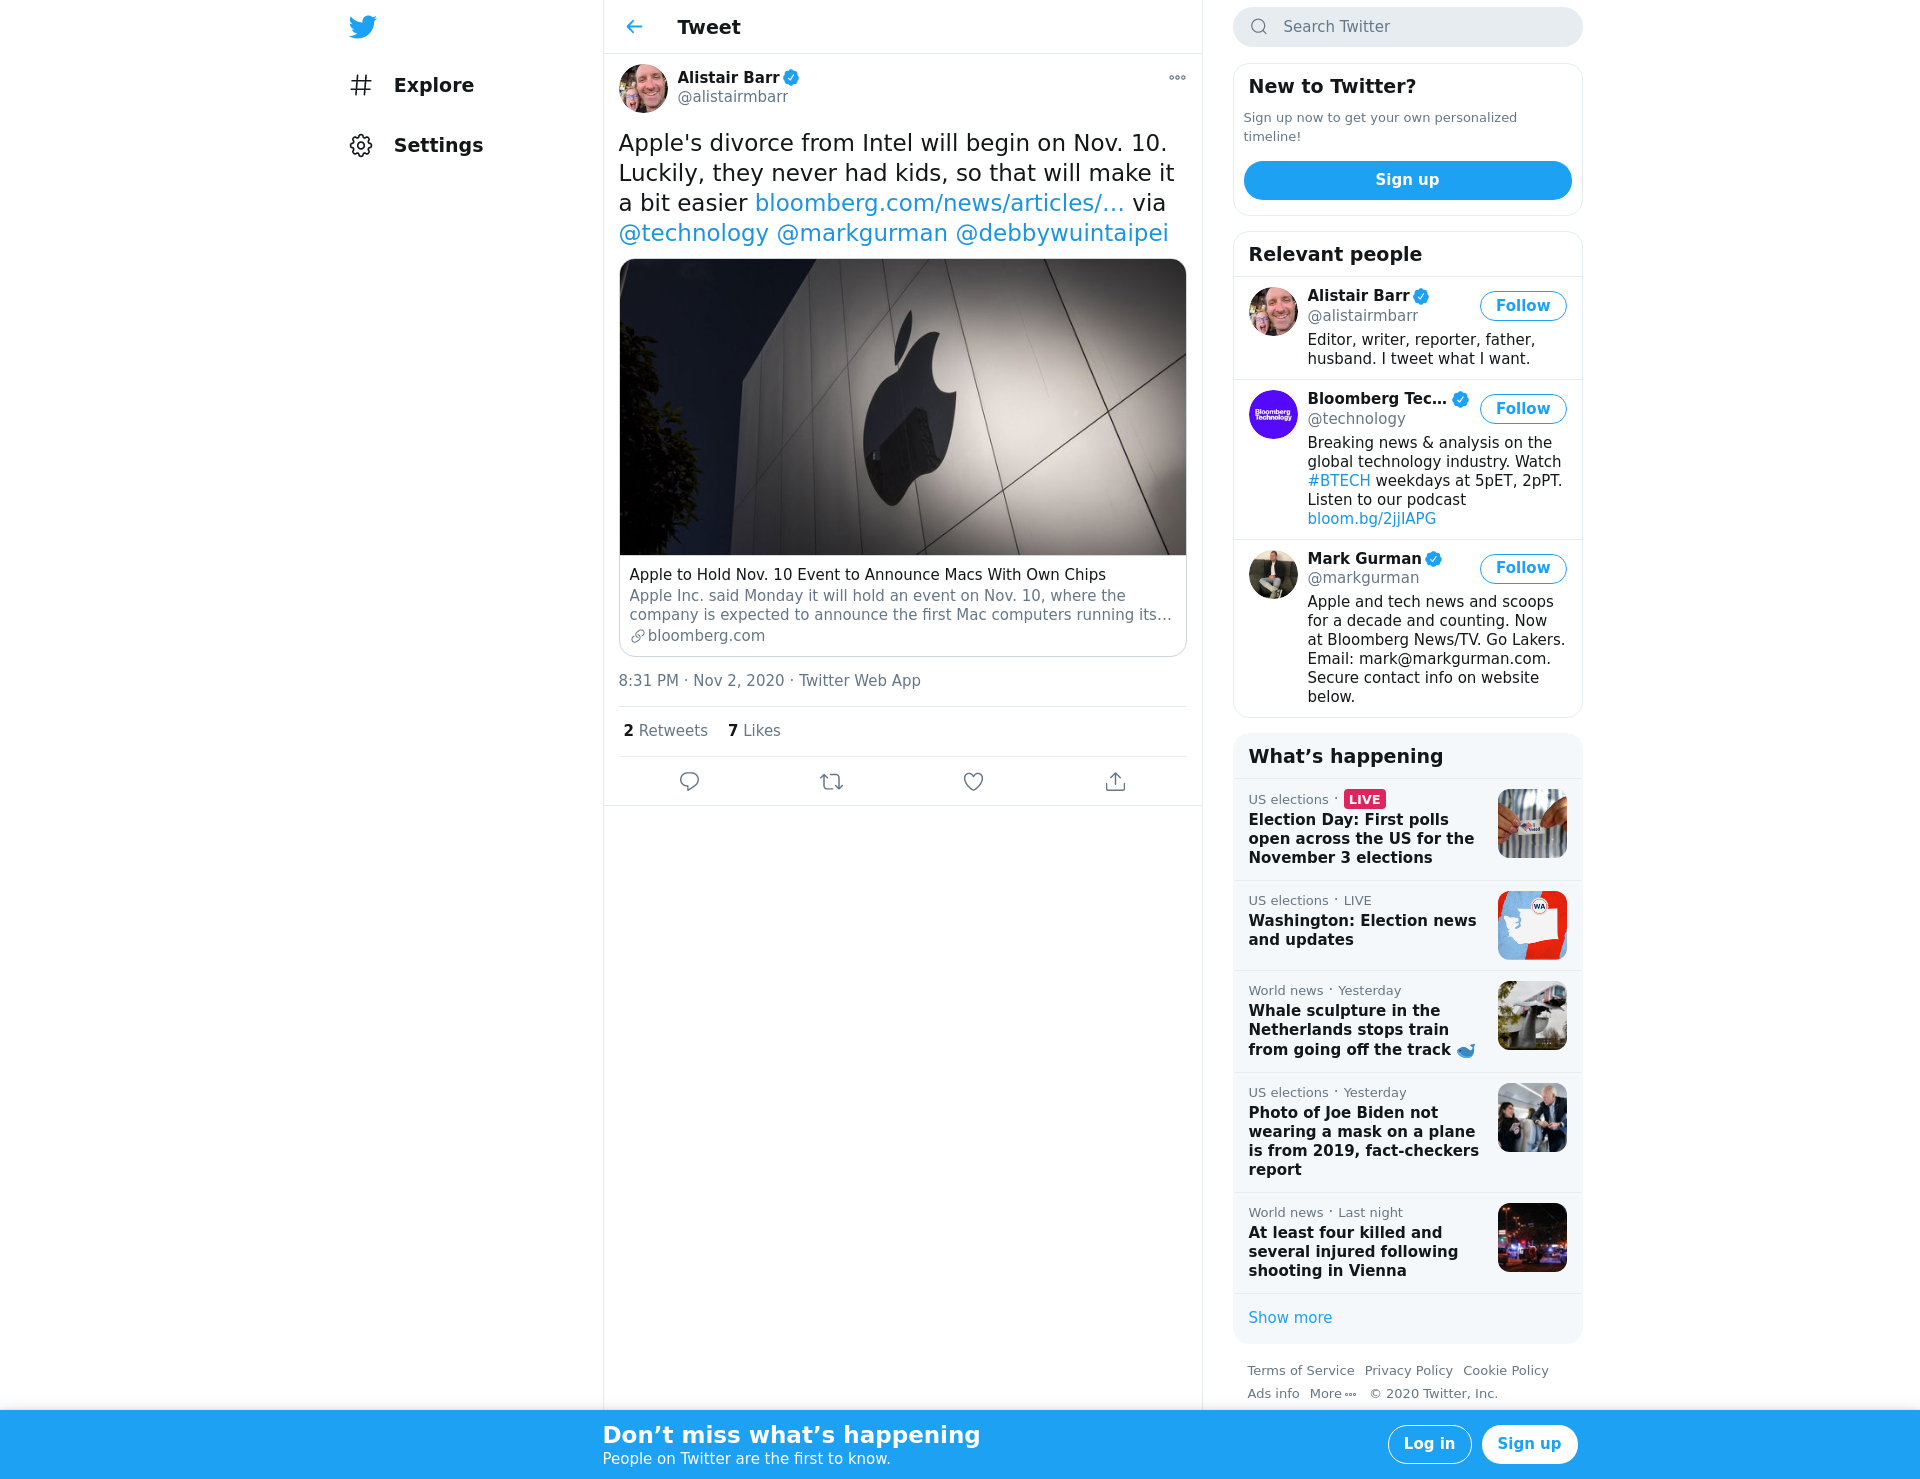 Explore
Settings
Tweet
Alistair Barr
@alistairmbarr
Apple's divorce from Intel will begin on Nov. 10.
Luckily, they never had kids, so that will make it
a bit easier bloomberg.com/news/articles/… via
@technology @markgurman @debbywuintaipei
Apple to Hold Nov. 10 Event to Announce Macs With Own Chips
Apple Inc. said Monday it will hold an event on Nov. 10, where the
company is expected to announce the first Mac computers running its…
bloomberg.com
8:31 PM · Nov 2, 2020 · Twitter Web App
2 Retweets 7 Likes
Search Twitter
New to Twitter?
Sign up now to get your own personalized
timeline!
Sign up
Relevant people
Alistair Barr
@alistairmbarr
Follow
Editor, writer, reporter, father,
husband. I tweet what I want.
Bloomberg Technology
Bloomberg Tec…
@technology
Follow
Breaking news & analysis on the
global technology industry. Watch
#BTECH weekdays at 5pET, 2pPT.
Listen to our podcast
bloom.bg/2jjIAPG
Mark Gurman
@markgurman
Follow
Apple and tech news and scoops
for a decade and counting. Now
at Bloomberg News/TV. Go Lakers.
Email: mark@markgurman.com.
Secure contact info on website
below.
What’s happening
US elections · LIVE
Election Day: First polls
open across the US for the
November 3 elections
US elections · LIVE
Washington: Election news
and updates
WA
World news · Yesterday
Whale sculpture in the
Netherlands stops train
from going off the track 🐋
US elections · Yesterday
Photo of Joe Biden not
wearing a mask on a plane
is from 2019, fact-checkers
report
World news · Last night
At least four killed and
several injured following
shooting in Vienna
Show more
Terms of Service Privacy Policy Cookie Policy
Ads info More © 2020 Twitter, Inc.
Don’t miss what’s happening
People on Twitter are the first to know.
Log in
Sign up